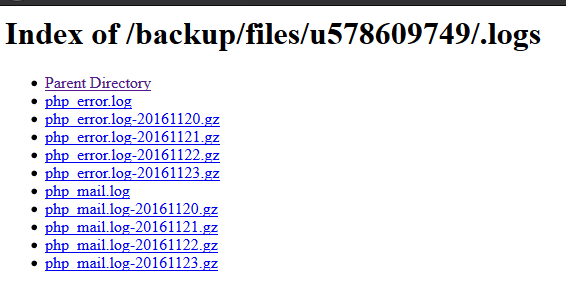 Index of /backup/files/u578609749/.logs
Parent Directory
php_error.log
php_error.log-20161120.gz
php_error.log-20161121.gz
php_error.log-20161122.gz
php_error.log-20161123.gz
php_mail.log
php_mail.log-20161120.gz
php_mail.log-20161121.gz
php_mail.log-20161122.gz
php_mail.log-20161123.gz